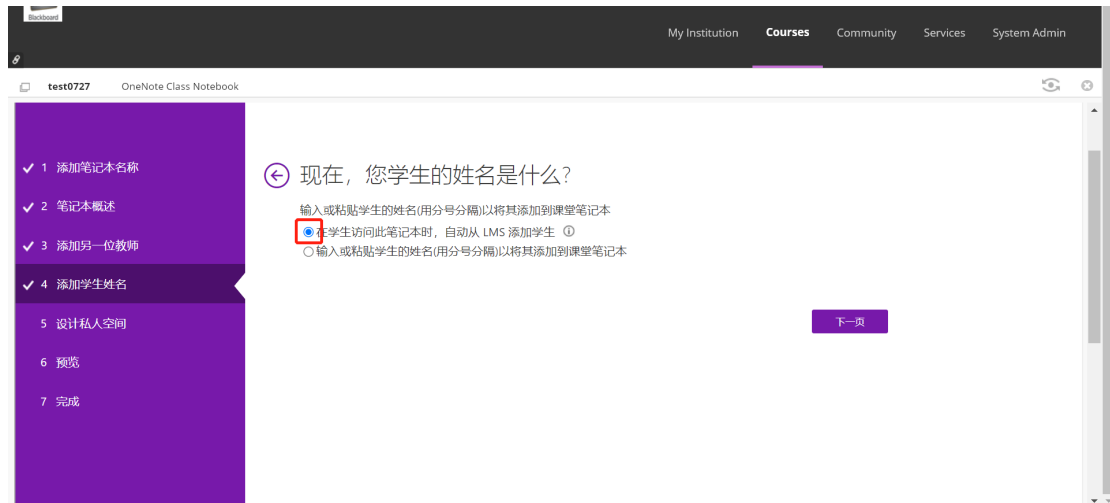 Blackboard
My Institution Courses Community Services System Admin
test0727 OneNote Class Notebook
1 添加笔记本名称
2 笔记本概述
3 添加另一位教师
4 添加学生姓名
5 设计私人空间
6 预览
7 完成
现在，您学生的姓名是什么?
输入或粘贴学生的姓名(用分号分隔)以将其添加到课堂笔记本
在学生访问此笔记本时，自动从 LMS 添加学生
输入或粘贴学生的姓名(用分号分隔)以将其添加到课堂笔记本
下一页